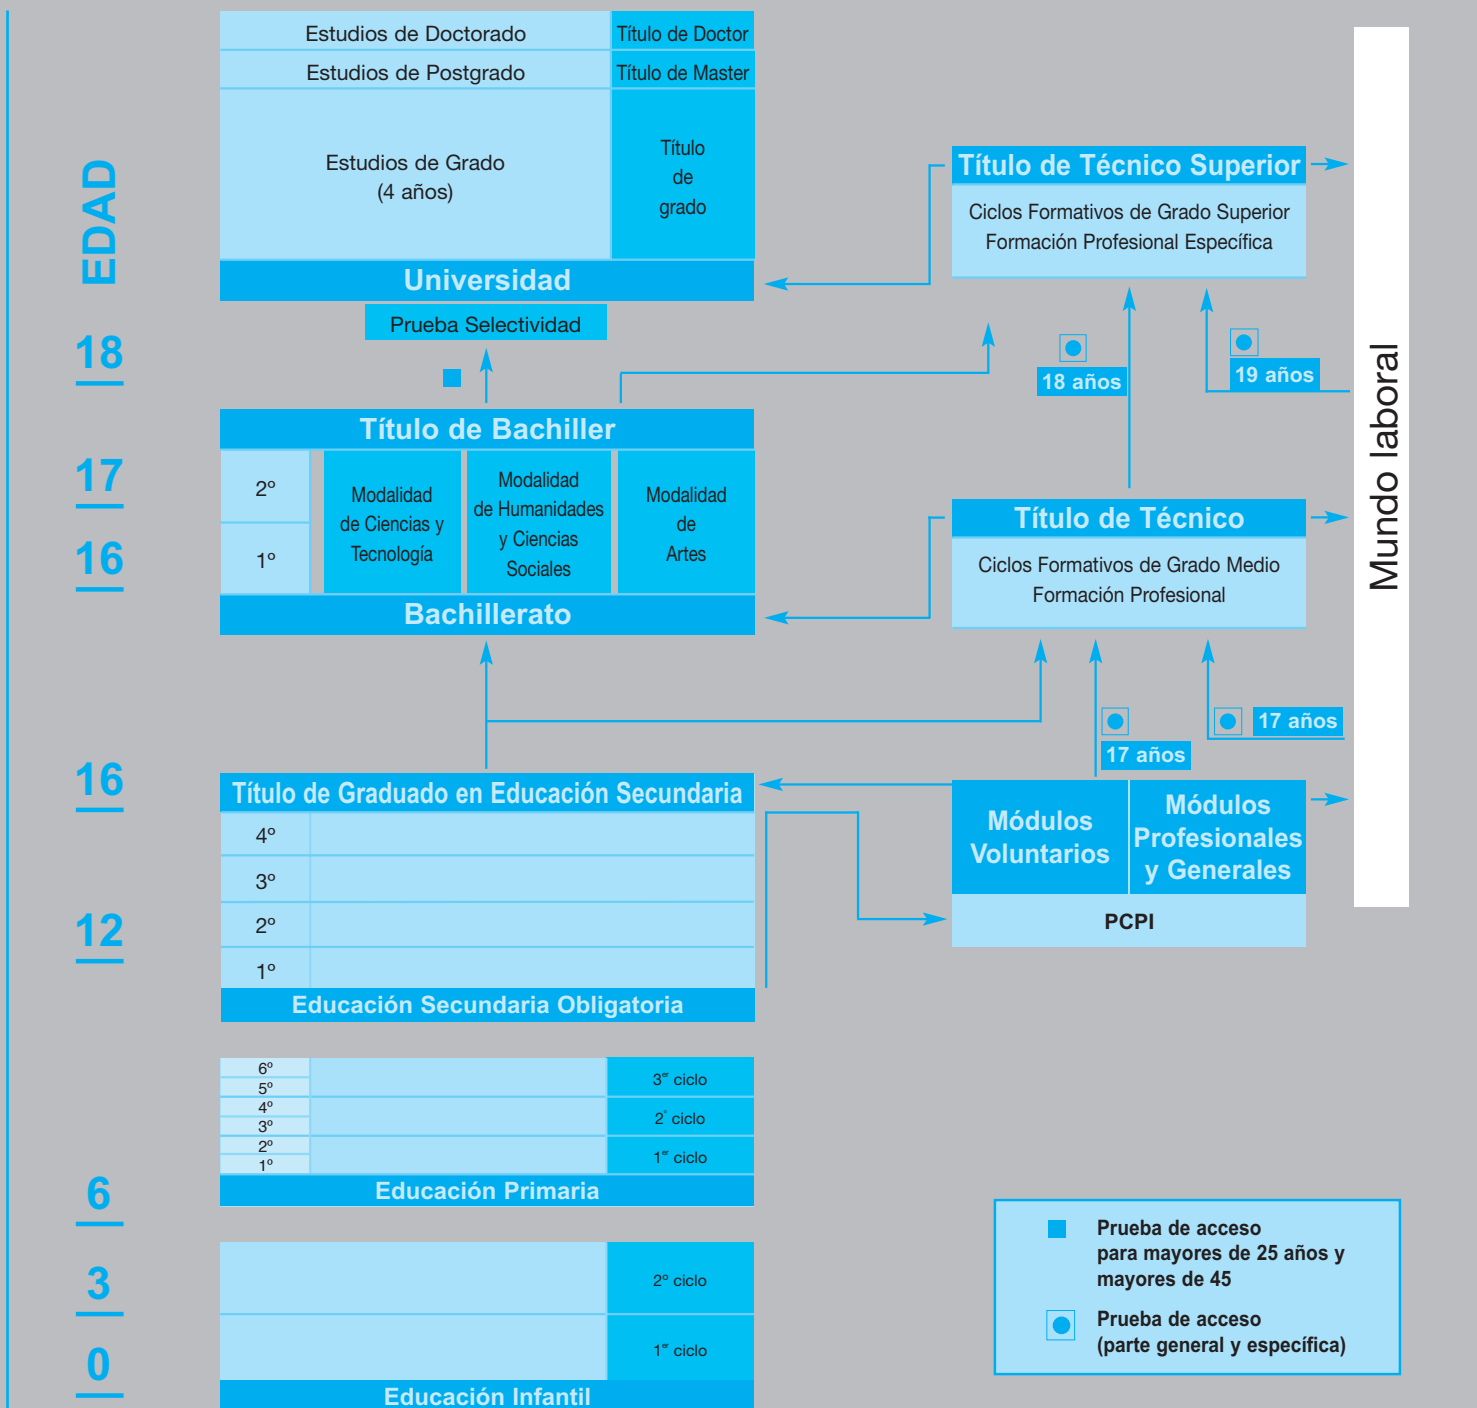 Estudios de Doctorado
Título de Doctor
Estudios de Postgrado
Título de Master
Estudios de Grado
(4 años)
Título
de
grado
Universidad
Prueba Selectividad
EDAD
18
17
16
16
12
6
3
0
Título de Bachiller
2º
1º
Modalidad
de Ciencias y
Tecnología
Modalidad
de Humanidades
y Ciencias
Sociales
Modalidad
de
Artes
Bachillerato
Título de Graduado en Educación Secundaria
4º
3º
2º
1º
Educación Secundaria Obligatoria
6º
5º
4º
3º
2º
1º
3er ciclo
2º ciclo
1er ciclo
Educación Primaria
2º ciclo
1er ciclo
Educación Infantil
Título de Técnico Superior
Ciclos Formativos de Grado Superior
Formación Profesional Específica
18 años
19 años
Título de Técnico
Ciclos Formativos de Grado Medio
Formación Profesional
17 años
17 años
Módulos
Voluntarios
Módulos
Profesionales
y Generales
PCPI
Mundo laboral
Prueba de acceso
para mayores de 25 años y
mayores de 45
Prueba de acceso
(parte general y específica)